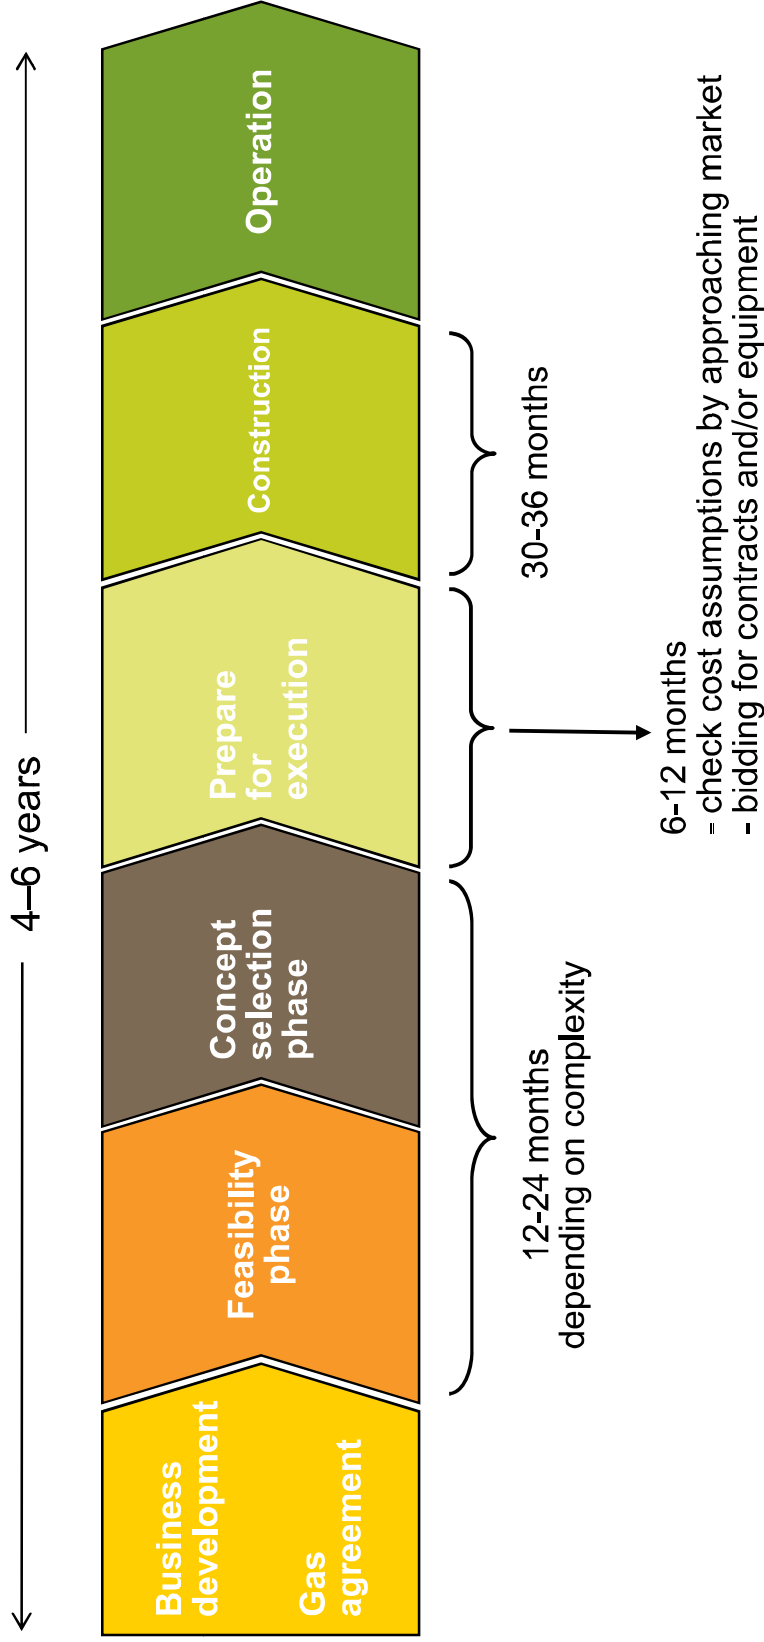 4–6 years
Business
development
Gas
agreement
Feasibility
phase
Concept
selection
phase
Prepare
for
execution
Construction
Operation
12-24 months
depending on complexity
30-36 months
6-12 months
- check cost assumptions by approaching market
- bidding for contracts and/or equipment